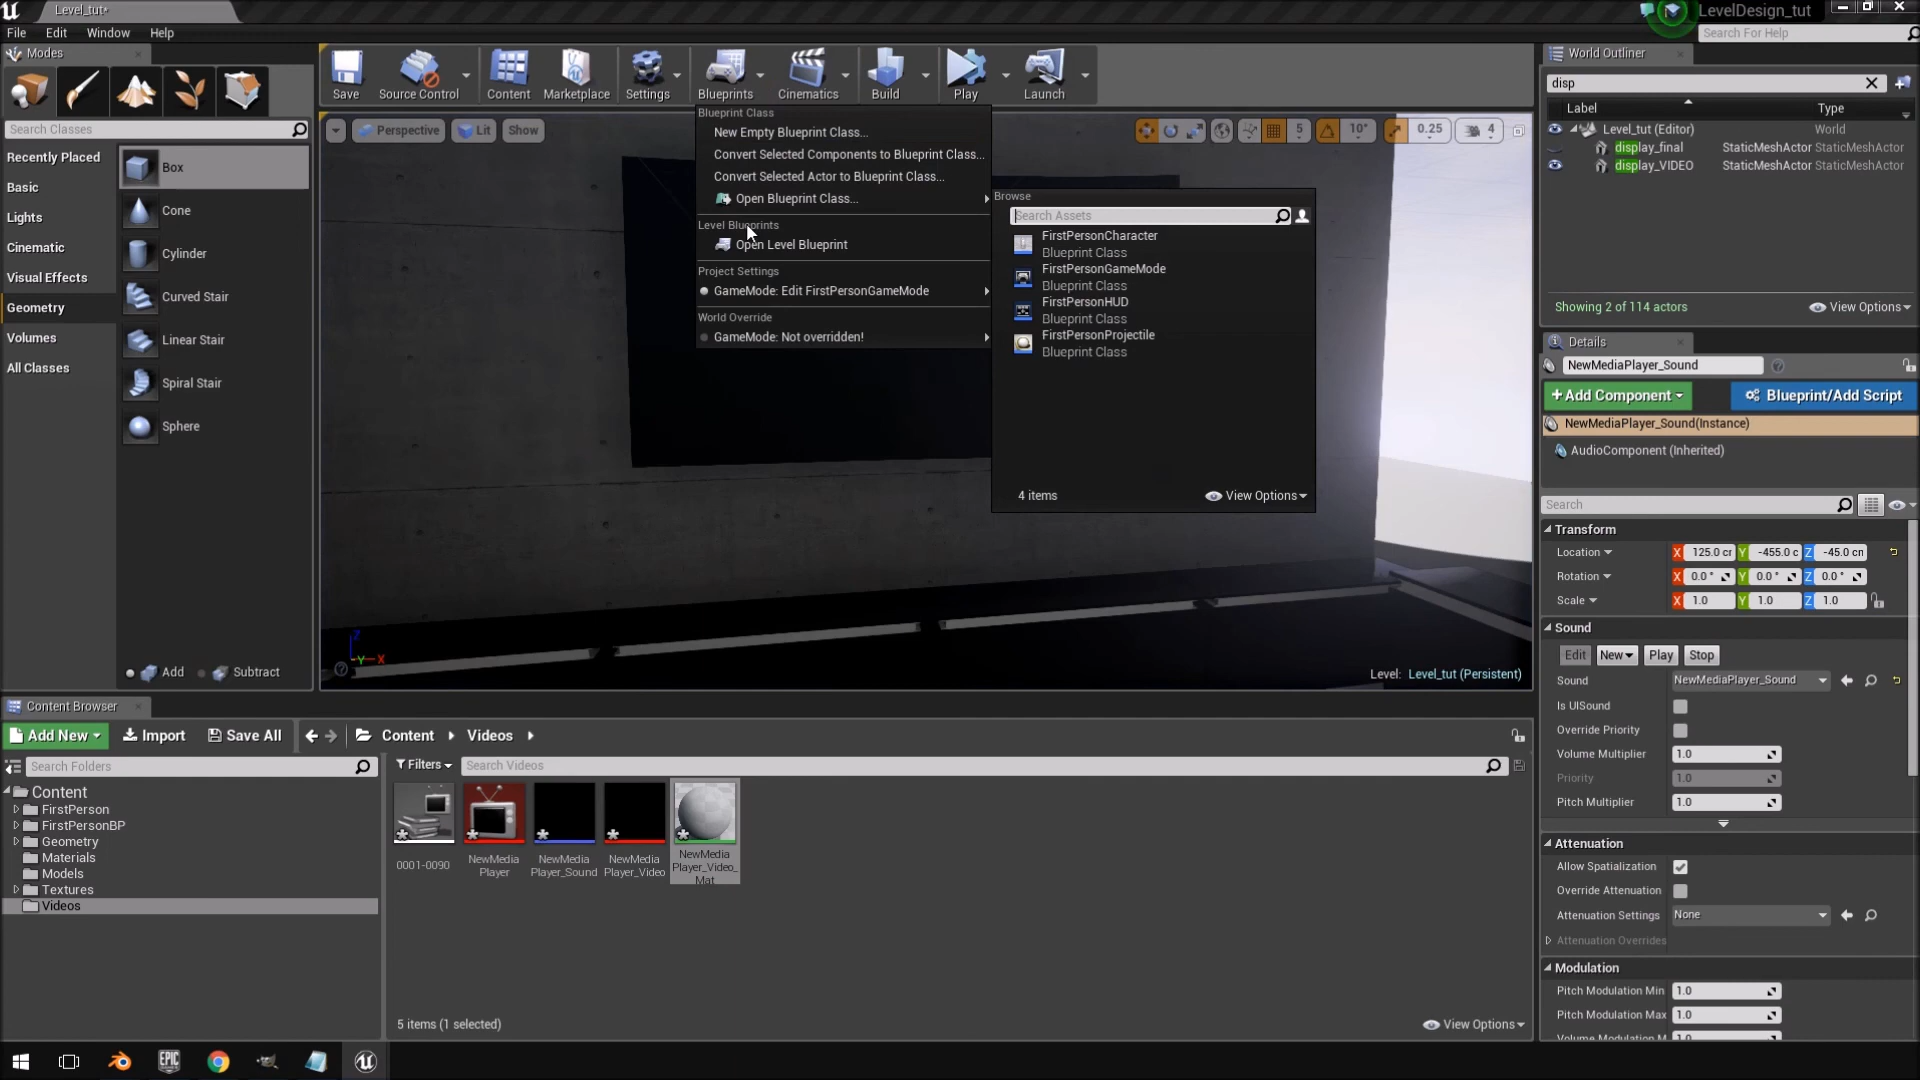 Level_tut*
LevelDesign_tut
File Edit Window Help
Search For Help
Modes
Search Classes
Recently Placed
Basic
Lights
Cinematic
Visual Effects
Geometry
Volumes
All Classes
Box
Cone
Cylinder
Curved Stair
Linear Stair
Spiral Stair
Sphere
Add
Subtract
Save
Source Control
Content
Marketplace
Settings
Blueprints
Cinematics
Build
Play
Launch
Perspective
Lit
Show
5
10°
0.25
4
Blueprint Class
New Empty Blueprint Class...
Convert Selected Components to Blueprint Class...
Convert Selected Actor to Blueprint Class...
Open Blueprint Class...
Level Blueprints
Open Level Blueprint
Project Settings
GameMode: Edit FirstPersonGameMode
World Override
GameMode: Not overridden!
Browse
Search Assets
FirstPersonCharacter
Blueprint Class
FirstPersonGameMode
Blueprint Class
FirstPersonHUD
Blueprint Class
FirstPersonProjectile
Blueprint Class
4 items
View Options
Z
Y
X
Level: Level_tut (Persistent)
World Outliner
disp
Label Type
Level_tut (Editor) World
display_final StaticMeshActor StaticMeshActor
display_VIDEO StaticMeshActor StaticMeshActor
Showing 2 of 114 actors
View Options
Details
NewMediaPlayer_Sound
+Add Component
Blueprint/Add Script
NewMediaPlayer_Sound(Instance)
AudioComponent (Inherited)
Search
Transform
Location X 125.0 cr Y -455.0 c Z -45.0 cm
Rotation X 0.0 ° Y 0.0 ° Z 0.0 °
Scale X 1.0 Y 1.0 Z 1.0
Sound
Edit New Play Stop
Sound NewMediaPlayer_Sound
Is UISound
Override Priority
Volume Multiplier 1.0
Priority 1.0
Pitch Multiplier 1.0
Attenuation
Allow Spatialization
Override Attenuation
Attenuation Settings None
Attenuation Overrides
Modulation
Pitch Modulation Min 1.0
Pitch Modulation Max 1.0
Volume Modulation M 1.0
Content Browser
Add New Import Save All Content Videos
Search Folders
Filters
Search Videos
Content
FirstPerson
FirstPersonBP
Geometry
Materials
Models
Textures
Videos
0001-0090
NewMedia
Player
NewMedia
Player_Sound
NewMedia
Player_Video
NewMedia
Player_Video_
Mat
5 items (1 selected)
View Options
EPIC
GAMES